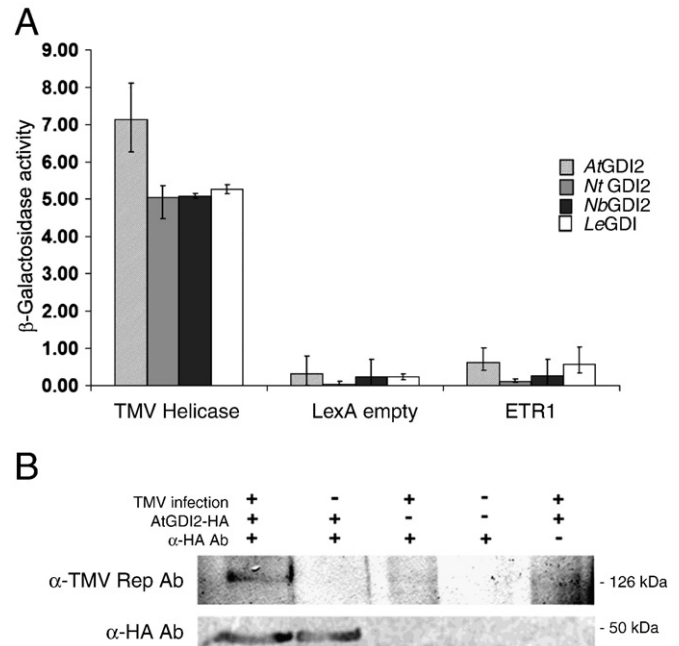 A
9.00
8.00
7.00
6.00
5.00
4.00
3.00
2.00
1.00
0.00
β-Galactosidase activity
AtGDI2
Nt GDI2
NbGDI2
LeGDI
TMV Helicase LexA empty ETR1
B
TMV infection + - + - +
AtGDI2-HA + + - - +
α-HA Ab + + + + -
α-TMV Rep Ab - 126 kDa
α-HA Ab - 50 kDa